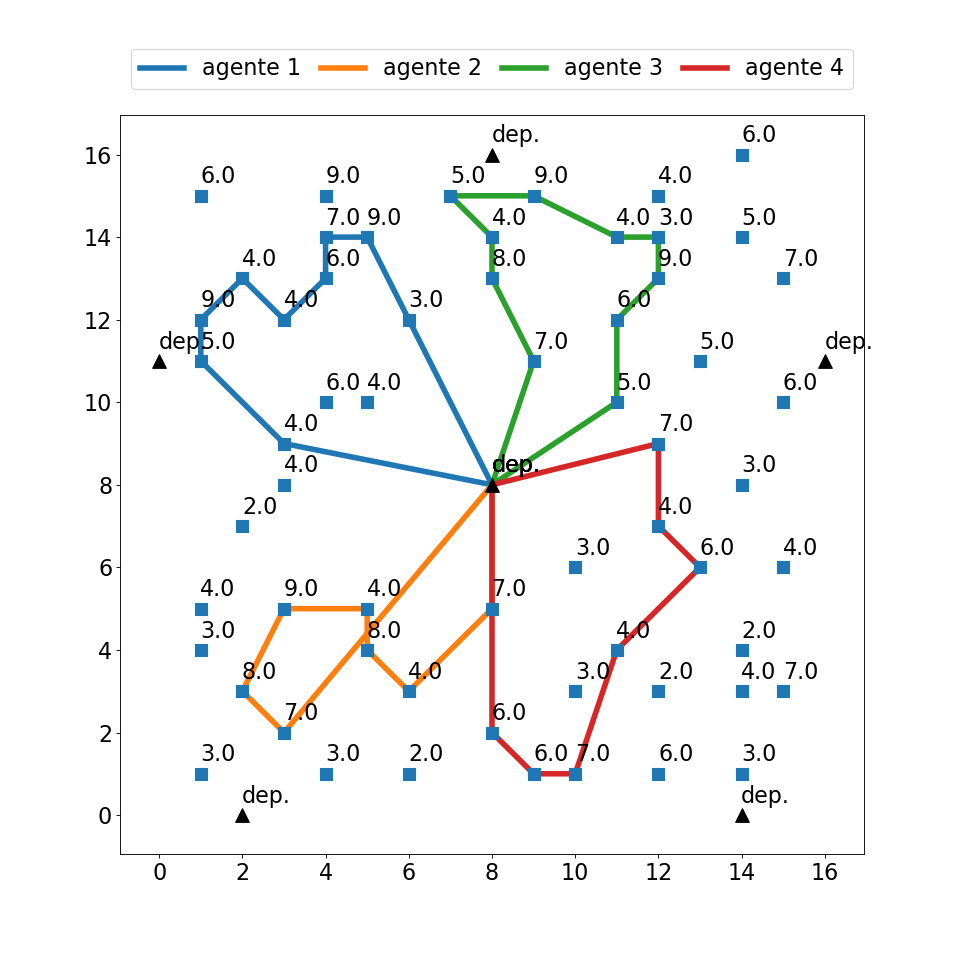 agente 1 agente 2 agente 3 agente 4
dep. 6.0
16
6.0 9.0 5.0 9.0 4.0
7.0 9.0 4.0 4.0 3.0 5.0
14
4.0 6.0 8.0 9.0 7.0
9.0 4.0 3.0 6.0
12
dep. 5.0 7.0 5.0 dep.
6.0 4.0 5.0 6.0
10
4.0 7.0
4.0 dep. 3.0
8
2.0 4.0
3.0 6.0 4.0
6
4.0 9.0 4.0 7.0
3.0 8.0 4.0 2.0
4
8.0 4.0 3.0 2.0 4.0 7.0
7.0 6.0
2
3.0 3.0 2.0 6.0 7.0 6.0 3.0
dep. dep.
0
0 2 4 6 8 10 12 14 16